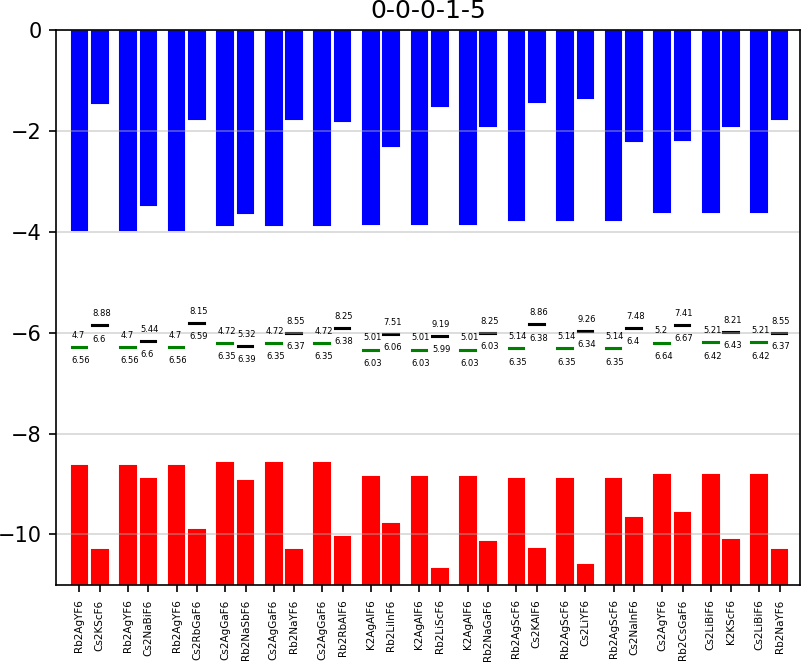 0-0-0-1-5
0
−2
−4
−6
−8
−10
4.7
6.56
8.88
6.6
4.7
6.56
5.44
6.6
4.7
6.56
8.15
6.59
4.72
6.35
5.32
6.39
4.72
6.35
8.55
6.37
4.72
6.35
8.25
6.38
5.01
6.03
7.51
6.06
5.01
6.03
9.19
5.99
5.01
6.03
8.25
6.03
5.14
6.35
8.86
6.38
5.14
6.35
9.26
6.34
5.14
6.35
7.48
6.4
5.2
6.64
7.41
6.67
5.21
6.42
8.21
6.43
5.21
6.42
8.55
6.37
Rb2AgYF6
Cs2KScF6
Rb2AgYF6
Cs2NaBiF6
Rb2AgYF6
Cs2RbGaF6
Cs2AgGaF6
Rb2NaSbF6
Cs2AgGaF6
Rb2NaYF6
Cs2AgGaF6
Rb2RbAlF6
K2AgAlF6
Rb2LiInF6
K2AgAlF6
Rb2LiScF6
K2AgAlF6
Rb2NaGaF6
Rb2AgScF6
Cs2KAlF6
Rb2AgScF6
Cs2LiYF6
Rb2AgScF6
Cs2NaInF6
Cs2AgYF6
Rb2CsGaF6
Cs2LiBiF6
K2KScF6
Cs2LiBiF6
Rb2NaYF6